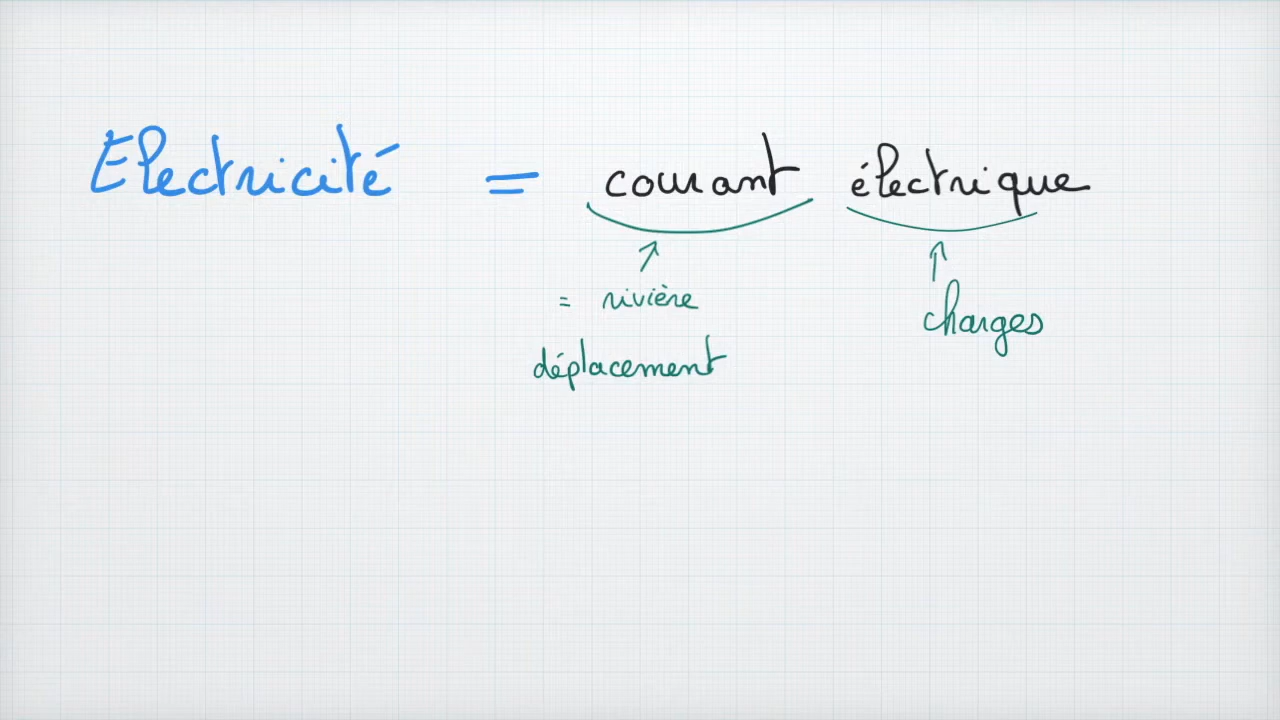 Electricité = courant électrique
= rivière
charges
déplacement